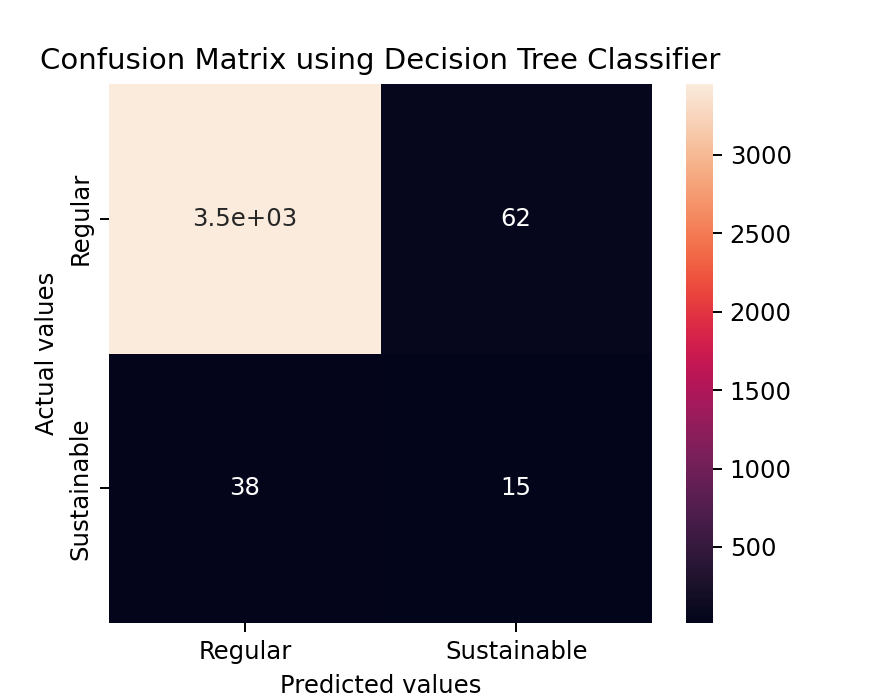 Confusion Matrix using Decision Tree Classifier
Actual values
Regular
Sustainable
3.5e+03
62
38
15
Regular
Sustainable
Predicted values
3000
2500
2000
1500
1000
500